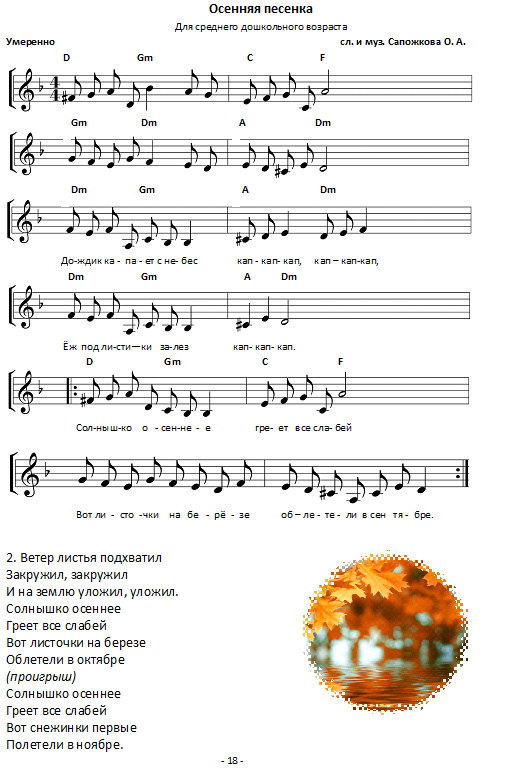 Осенняя песенка
Для среднего дошкольного возраста
Умеренно сл. и муз. Сапожкова О. А.
D Gm C F
Gm Dm A Dm
Dm Gm A Dm
До-ждик ка - па - ет с не- бес кап - кап- кап, кап – кап-кап,
Dm Gm A Dm
Ёж под ли-сти—ки за-лез кап- кап- кап.
D Gm C F
Сол-ныш-ко о - сен-не - е гре- ет все сла- бей
Вот ли - сто -чки на бе - рё - зе об – ле - те - ли в сен тя - бре.
2. Ветер листья подхватил
Закружил, закружил
И на землю уложил, уложил.
Солнышко осеннее
Греет все слабей
Вот листочки на березе
Облетели в октябре
(проигрыш)
Солнышко осеннее
Греет все слабей
Вот снежинки первые
Полетели в ноябре.
- 18 -